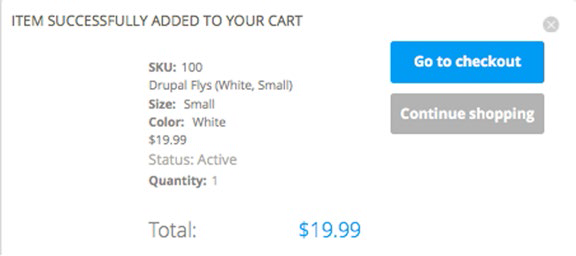 ITEM SUCCESSFULLY ADDED TO YOUR CART
Go to checkout
Continue shopping
SKU: 100
Drupal Flys (White, Small)
Size: Small
Color: White
$19.99
Status: Active
Quantity: 1
Total: $19.99